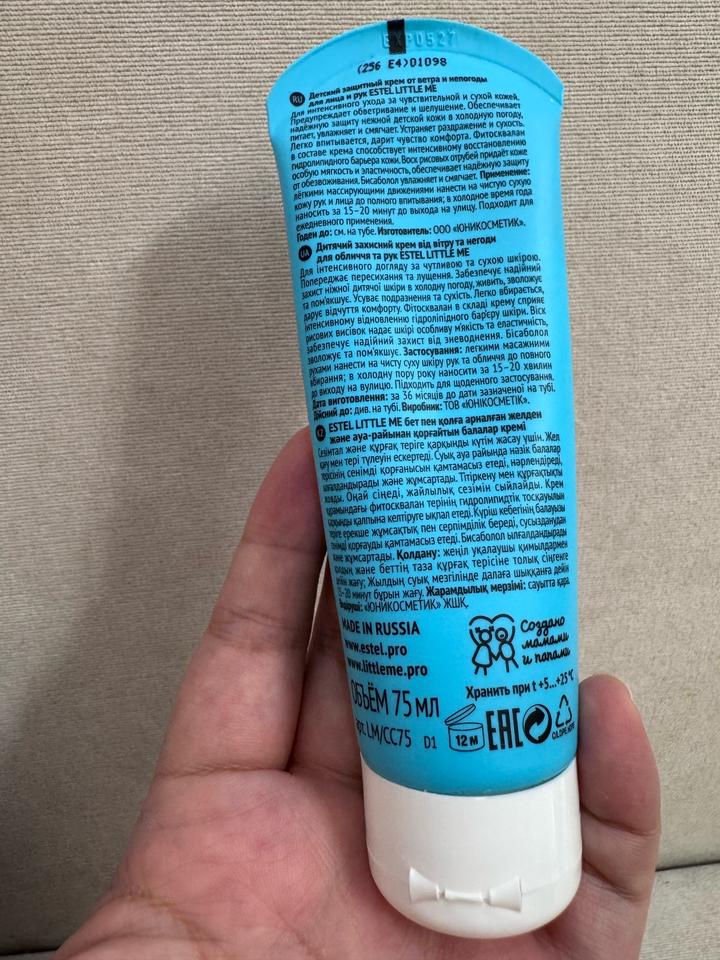 EXP0527
(256 E4)01098
RU Детский защитный крем от ветра и непогоды
для лица и рук ESTEL LITTLE ME
Для интенсивного ухода за чувствительной и сухой кожей.
Предупреждает обветривание и шелушение. Обеспечивает
надёжную защиту нежной детской кожи в холодную погоду,
питает, увлажняет и смягчает. Устраняет раздражение и сухость.
Легко впитывается, дарит чувство комфорта. Фитосквалан
в составе крема способствует интенсивному восстановлению
гидролипидного барьера кожи. Воск рисовых отрубей придаёт коже
особую мягкость и эластичность, обеспечивает надёжную защиту
от обезвоживания. Бисаболол увлажняет и смягчает. Применение:
лёгкими массирующими движениями нанести на чистую сухую
кожу рук и лица до полного впитывания; в холодное время года
наносить за 15–20 минут до выхода на улицу. Подходит для
ежедневного применения.
Годен до: см. на тубе. Изготовитель: ООО «ЮНИКОСМЕТИК».
UA Дитячий захисний крем від вітру та негоди
для обличчя та рук ESTEL LITTLE ME
Для інтенсивного догляду за чутливою та сухою шкірою.
Попереджає пересихання та лущення. Забезпечує надійний
захист ніжної дитячої шкіри в холодну погоду, живить, зволожує
та пом'якшує. Усуває подразнення та сухість. Легко вбирається,
дарує відчуття комфорту. Фітосквалан в складі крему сприяє
інтенсивному відновленню гідроліпідного бар'єру шкіри. Віск
рисових висівок надає шкірі особливу м'якість та еластичність,
забезпечує надійний захист від зневоднення. Бісаболол
зволожує та пом'якшує. Застосування: легкими масажними
рухами нанести на чисту суху шкіру рук та обличчя до повного
вбирання; в холодну пору року наносити за 15–20 хвилин
до виходу на вулицю. Підходить для щоденного застосування.
Дата виготовлення: за 36 місяців до дати зазначеної на тубі.
Дійсний до: див. на тубі. Виробник: ТОВ «ЮНІКОСМЕТІК».
KZ ESTEL LITTLE ME бет пен қолға арналған желден
және ауа-райынан қорғайтын балалар кремі
Сезімтал және құрғақ теріге қарқынды күтім жасау үшін. Жел
қағу мен тері түлеуін ескертеді. Суық ауа райында назік балалар
терісінің сенімді қорғанысын қамтамасыз етеді, нәрлендіреді,
ылғалдандырады және жұмсартады. Тітіркену мен құрғақтықты
жояды. Оңай сіңеді, жайлылық сезімін сыйлайды. Крем
құрамындағы фитосквалан терінің гидролипидтік тосқауылын
қарқынды қалпына келтіруге ықпал етеді. Күріш кебегінің балауызы
теріге ерекше жұмсақтық пен серпімділік береді, сусызданудан
сенімді қорғауды қамтамасыз етеді. Бисаболол ылғалдандырады
және жұмсартады. Қолдану: жеңіл уқалаушы қимылдармен
қолдың және беттің таза құрғақ терісіне толық сіңгенге
дейін жағу; Жылдың суық мезгілінде далаға шыққанға дейін
15–20 минут бұрын жағу. Жарамдылық мерзімі: сауытта қара.
Өндіруші: «ЮНИКОСМЕТИК» ЖШҚ.
MADE IN RUSSIA
www.estel.pro
www.littleme.pro
Создано
мамами
и папами
Хранить при t +5...+25°C
ОБЪЁМ 75 мл
арт. LM/CC75 D1
12 M
EAC
C/LDPE,HDPE